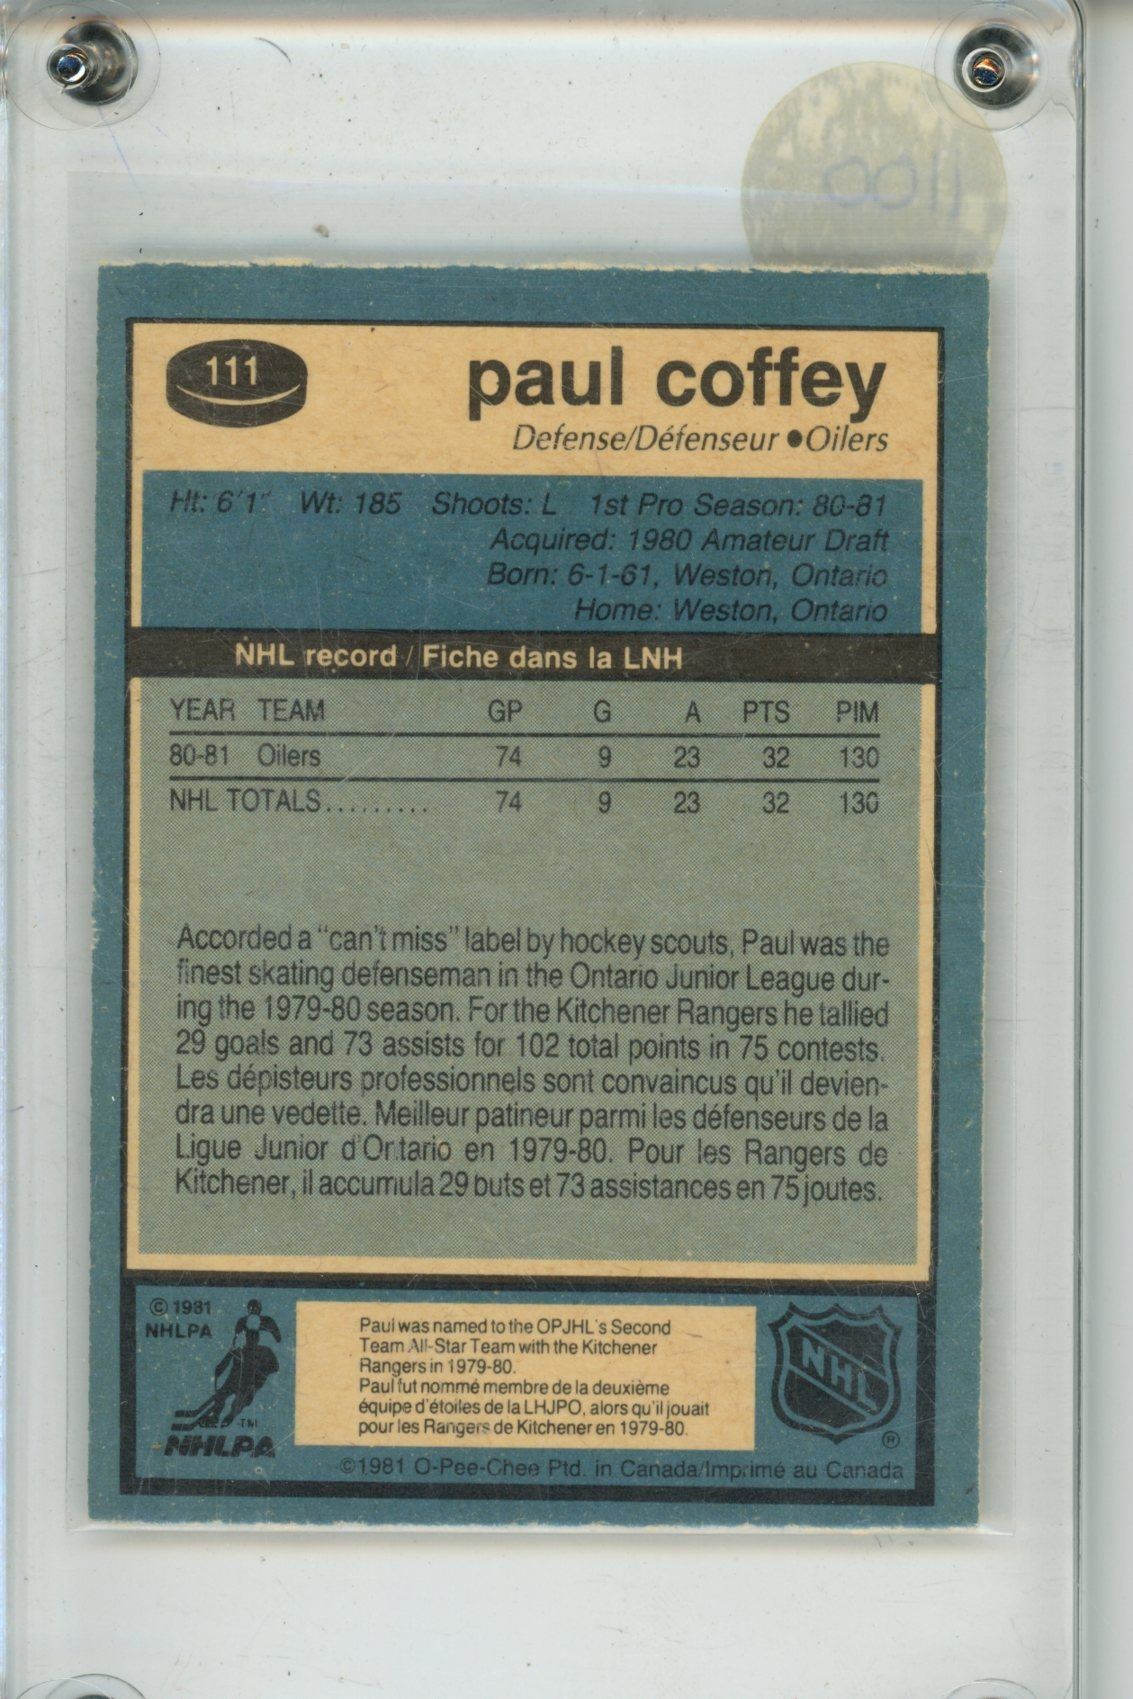 1100
111
paul coffey
Defense/Défenseur •Oilers
Ht: 6'1" Wt: 185 Shoots: L 1st Pro Season: 80-81
Acquired: 1980 Amateur Draft
Born: 6-1-61, Weston, Ontario
Home: Weston, Ontario
NHL record / Fiche dans la LNH
YEAR TEAM GP G A PTS PIM
80-81 Oilers 74 9 23 32 130
NHL TOTALS......... 74 9 23 32 130
Accorded a "can't miss" label by hockey scouts, Paul was the
finest skating defenseman in the Ontario Junior League dur-
ing the 1979-80 season. For the Kitchener Rangers he tallied
29 goals and 73 assists for 102 total points in 75 contests.
Les dépisteurs professionnels sont convaincus qu'il devien-
dra une vedette. Meilleur patineur parmi les défenseurs de la
Ligue Junior d'Ontario en 1979-80. Pour les Rangers de
Kitchener, il accumula 29 buts et 73 assistances en 75 joutes.
© 1981
NHLPA
TM
NHLPA
Paul was named to the OPJHL's Second
Team All-Star Team with the Kitchener
Rangers in 1979-80.
Paul fut nommé membre de la deuxième
équipe d'étoiles de la LHJPO, alors qu'il jouait
pour les Rangers de Kitchener en 1979-80.
NHL
®
©1981 O-Pee-Chee Ptd. in Canada/Imprimé au Canada